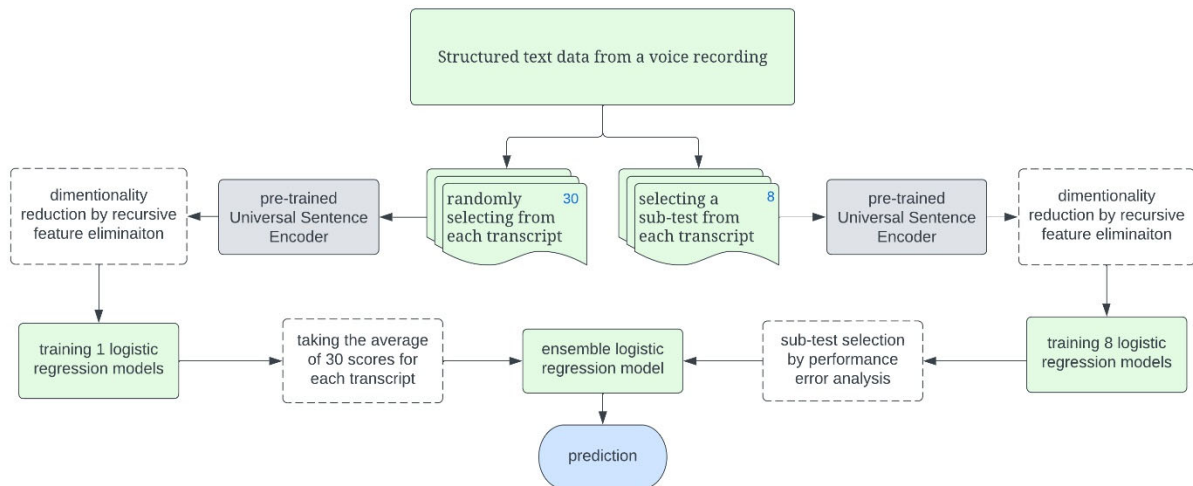 Structured text data from a voice recording
dimentionality
reduction by recursive
feature eliminaiton
pre-trained
Universal Sentence
Encoder
30
randomly
selecting from
each transcript
8
selecting a
sub-test from
each transcript
pre-trained
Universal Sentence
Encoder
dimentionality
reduction by recursive
feature eliminaiton
training 1 logistic
regression models
taking the average
of 30 scores for
each transcript
ensemble logistic
regression model
sub-test selection
by performance
error analysis
training 8 logistic
regression models
prediction